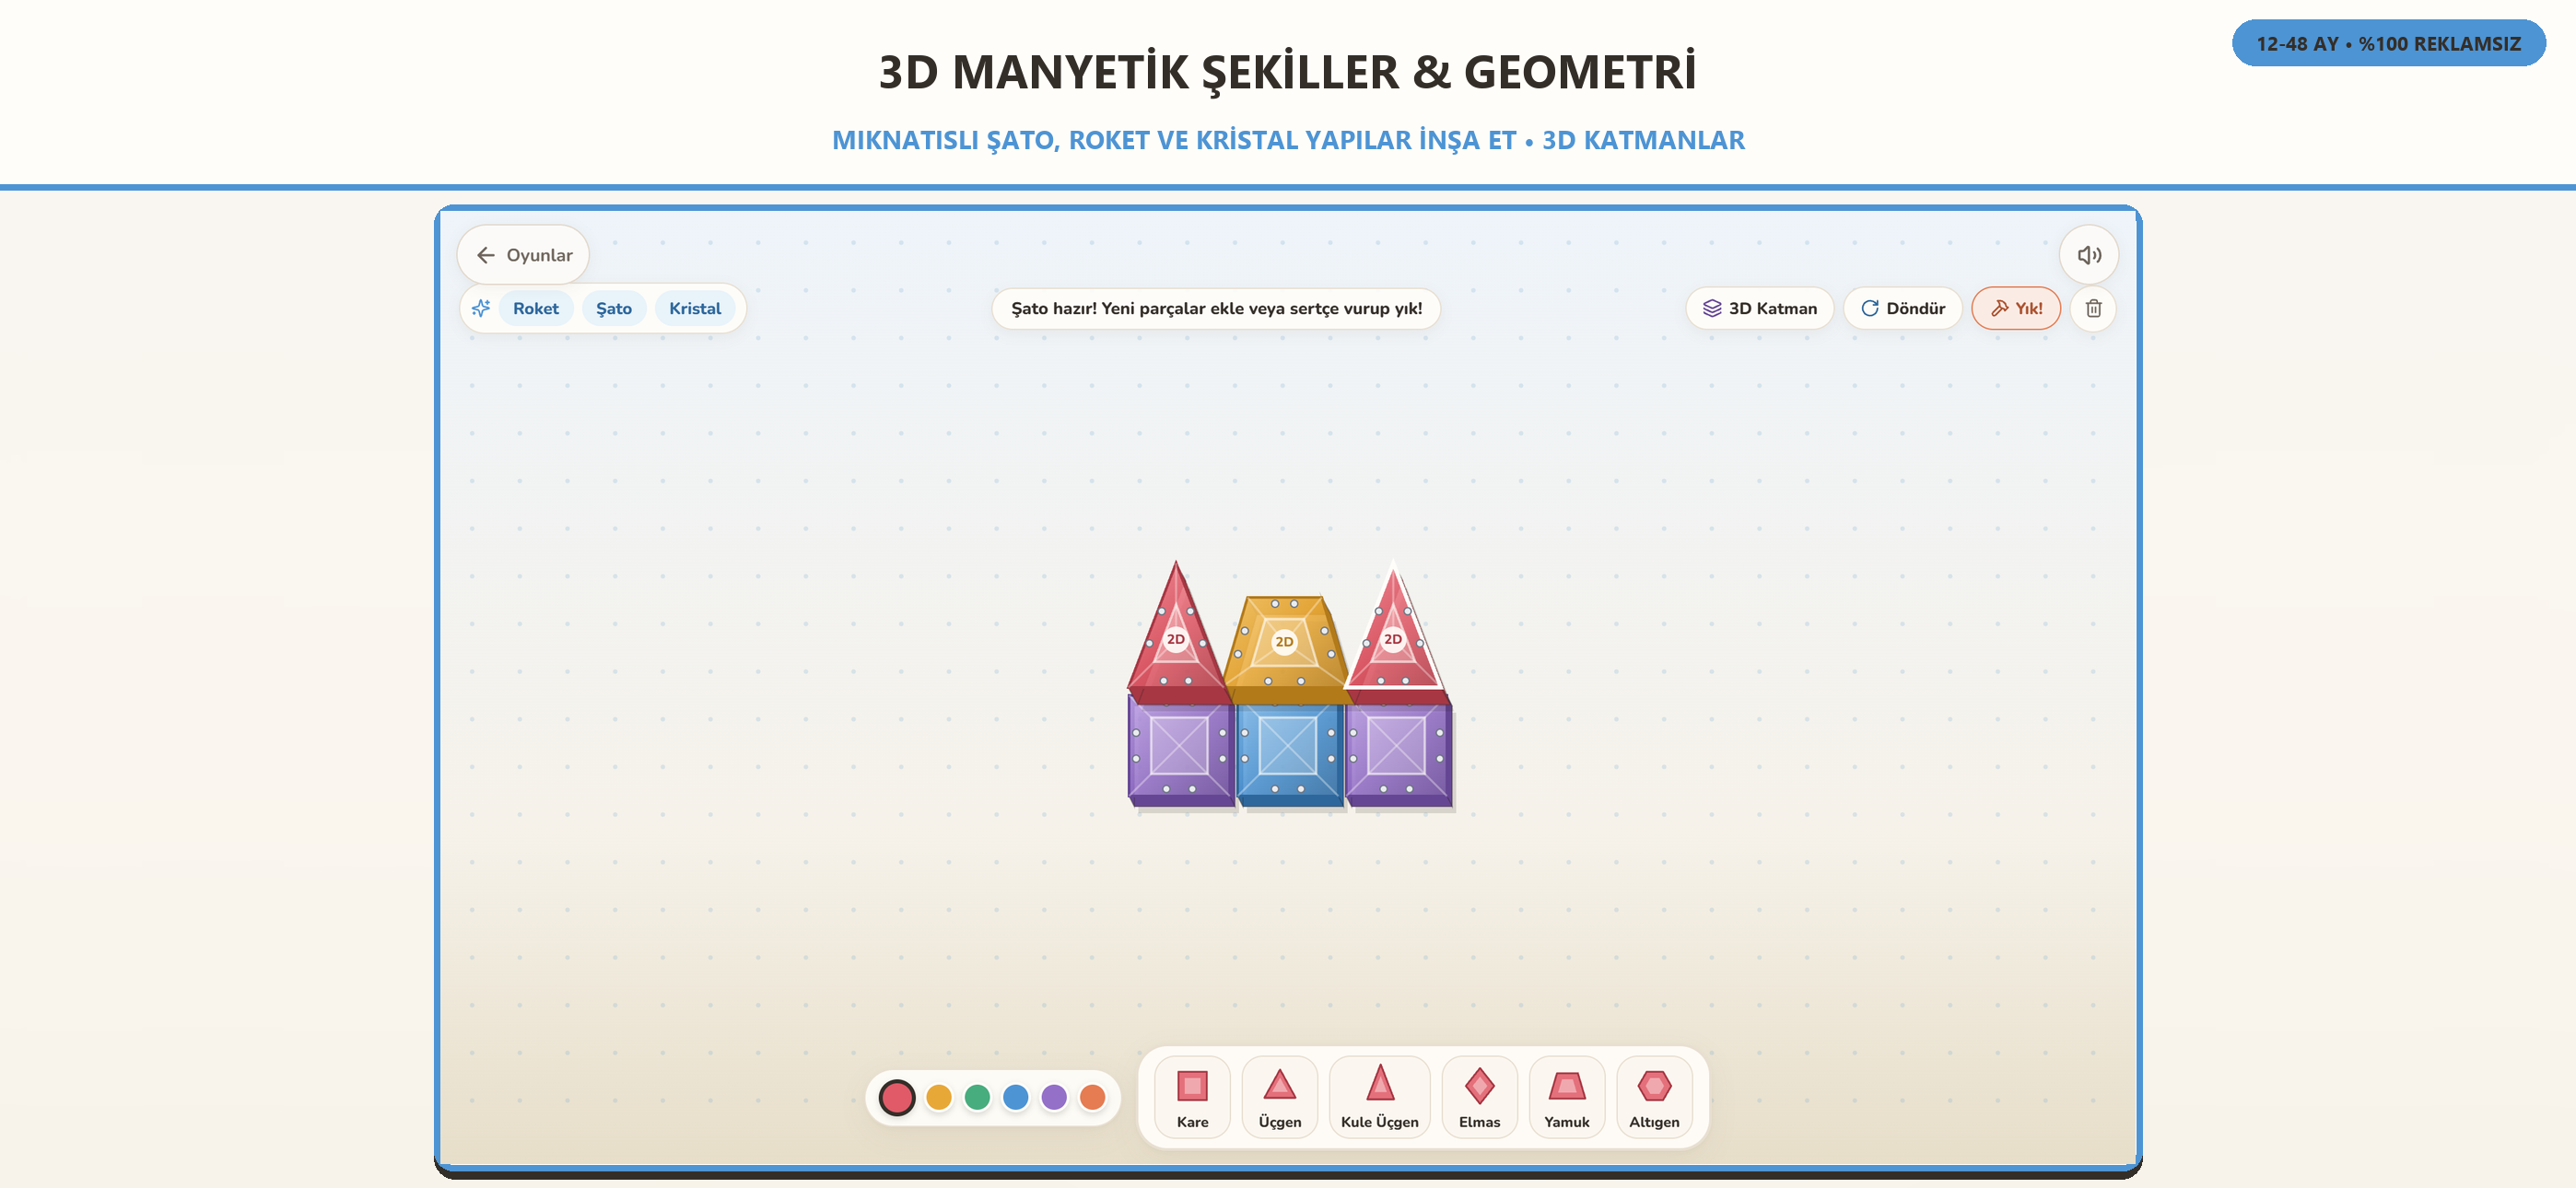 12-48 AY • %100 REKLAMSIZ
3D MANYETİK ŞEKİLLER & GEOMETRİ
MIKNATISLI ŞATO, ROKET VE KRİSTAL YAPILAR İNŞA ET • 3D KATMANLAR
Oyunlar
Roket Şato Kristal
Şato hazır! Yeni parçalar ekle veya sertçe vurup yık!
3D Katman Döndür Yık!
2D 2D 2D
Kare Üçgen Kule Üçgen Elmas Yamuk Altıgen